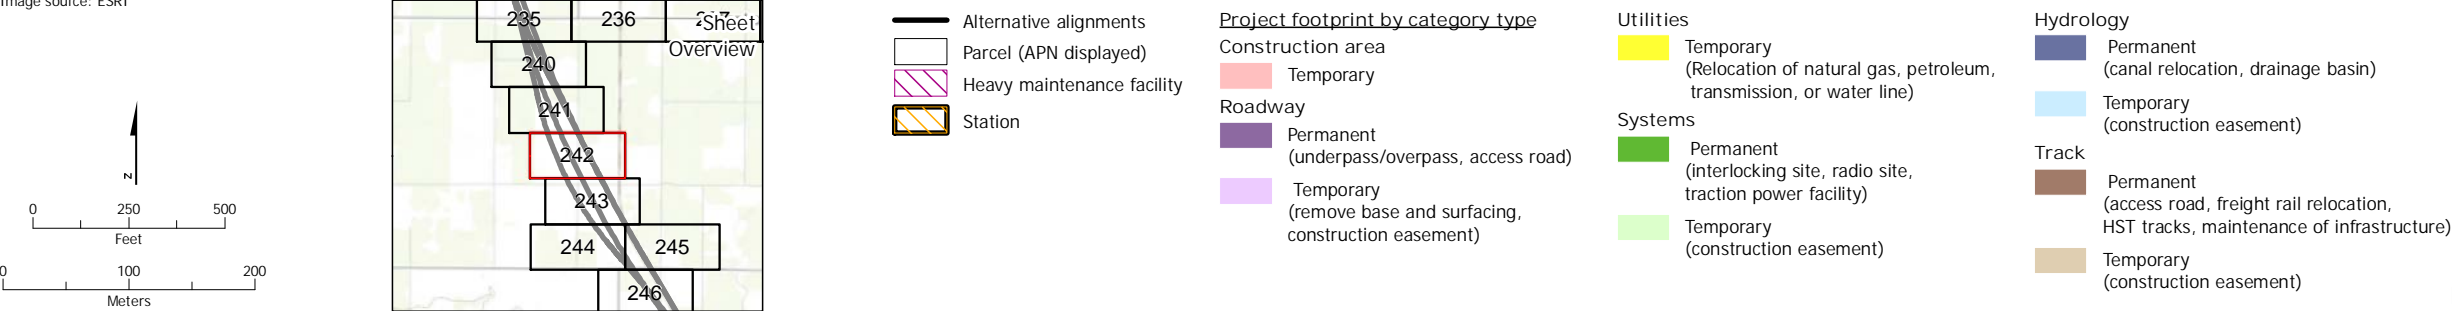 Image source: ESRI
N
0 250 500
Feet
0 100 200
Meters
Sheet
Overview
235 236
240
241
242
243
244 245
246
Alternative alignments
Parcel (APN displayed)
Heavy maintenance facility
Station
Project footprint by category type
Construction area
Temporary
Roadway
Permanent
(underpass/overpass, access road)
Temporary
(remove base and surfacing,
construction easement)
Utilities
Temporary
(Relocation of natural gas, petroleum,
transmission, or water line)
Systems
Permanent
(interlocking site, radio site,
traction power facility)
Temporary
(construction easement)
Hydrology
Permanent
(canal relocation, drainage basin)
Temporary
(construction easement)
Track
Permanent
(access road, freight rail relocation,
HST tracks, maintenance of infrastructure)
Temporary
(construction easement)